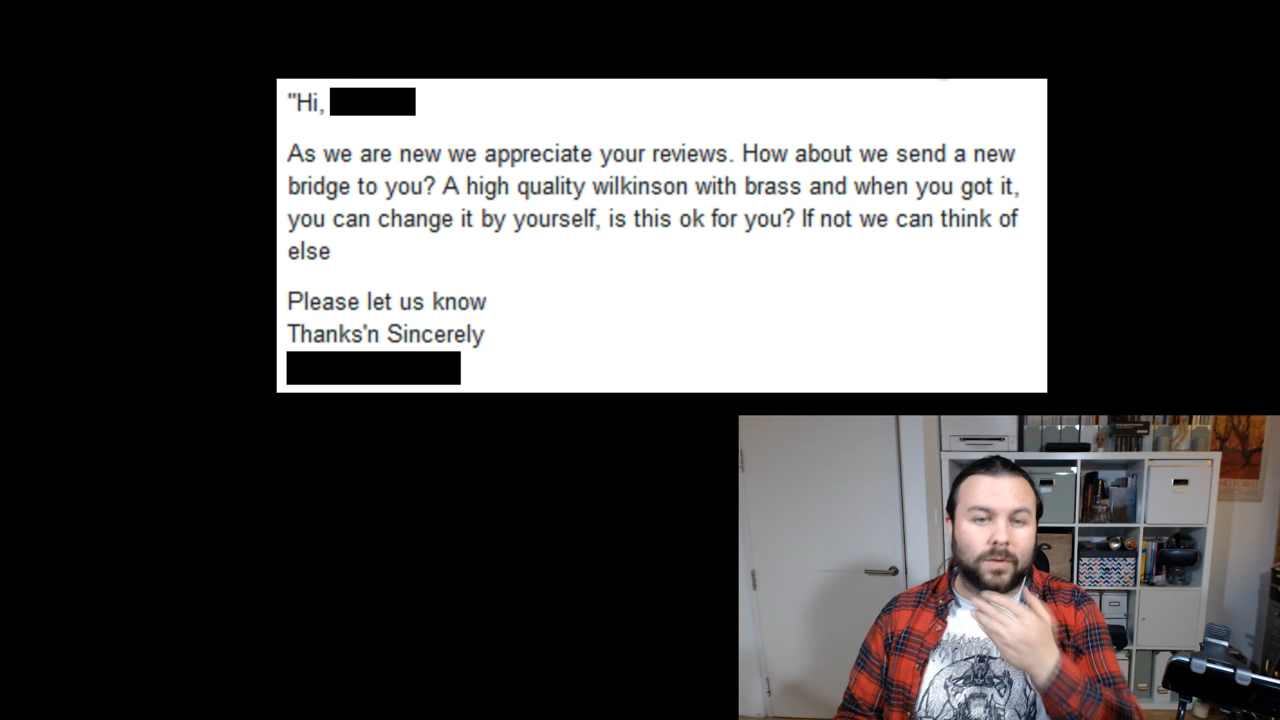 "Hi,
As we are new we appreciate your reviews. How about we send a new
bridge to you? A high quality wilkinson with brass and when you got it,
you can change it by yourself, is this ok for you? If not we can think of
else
Please let us know
Thanks'n Sincerely